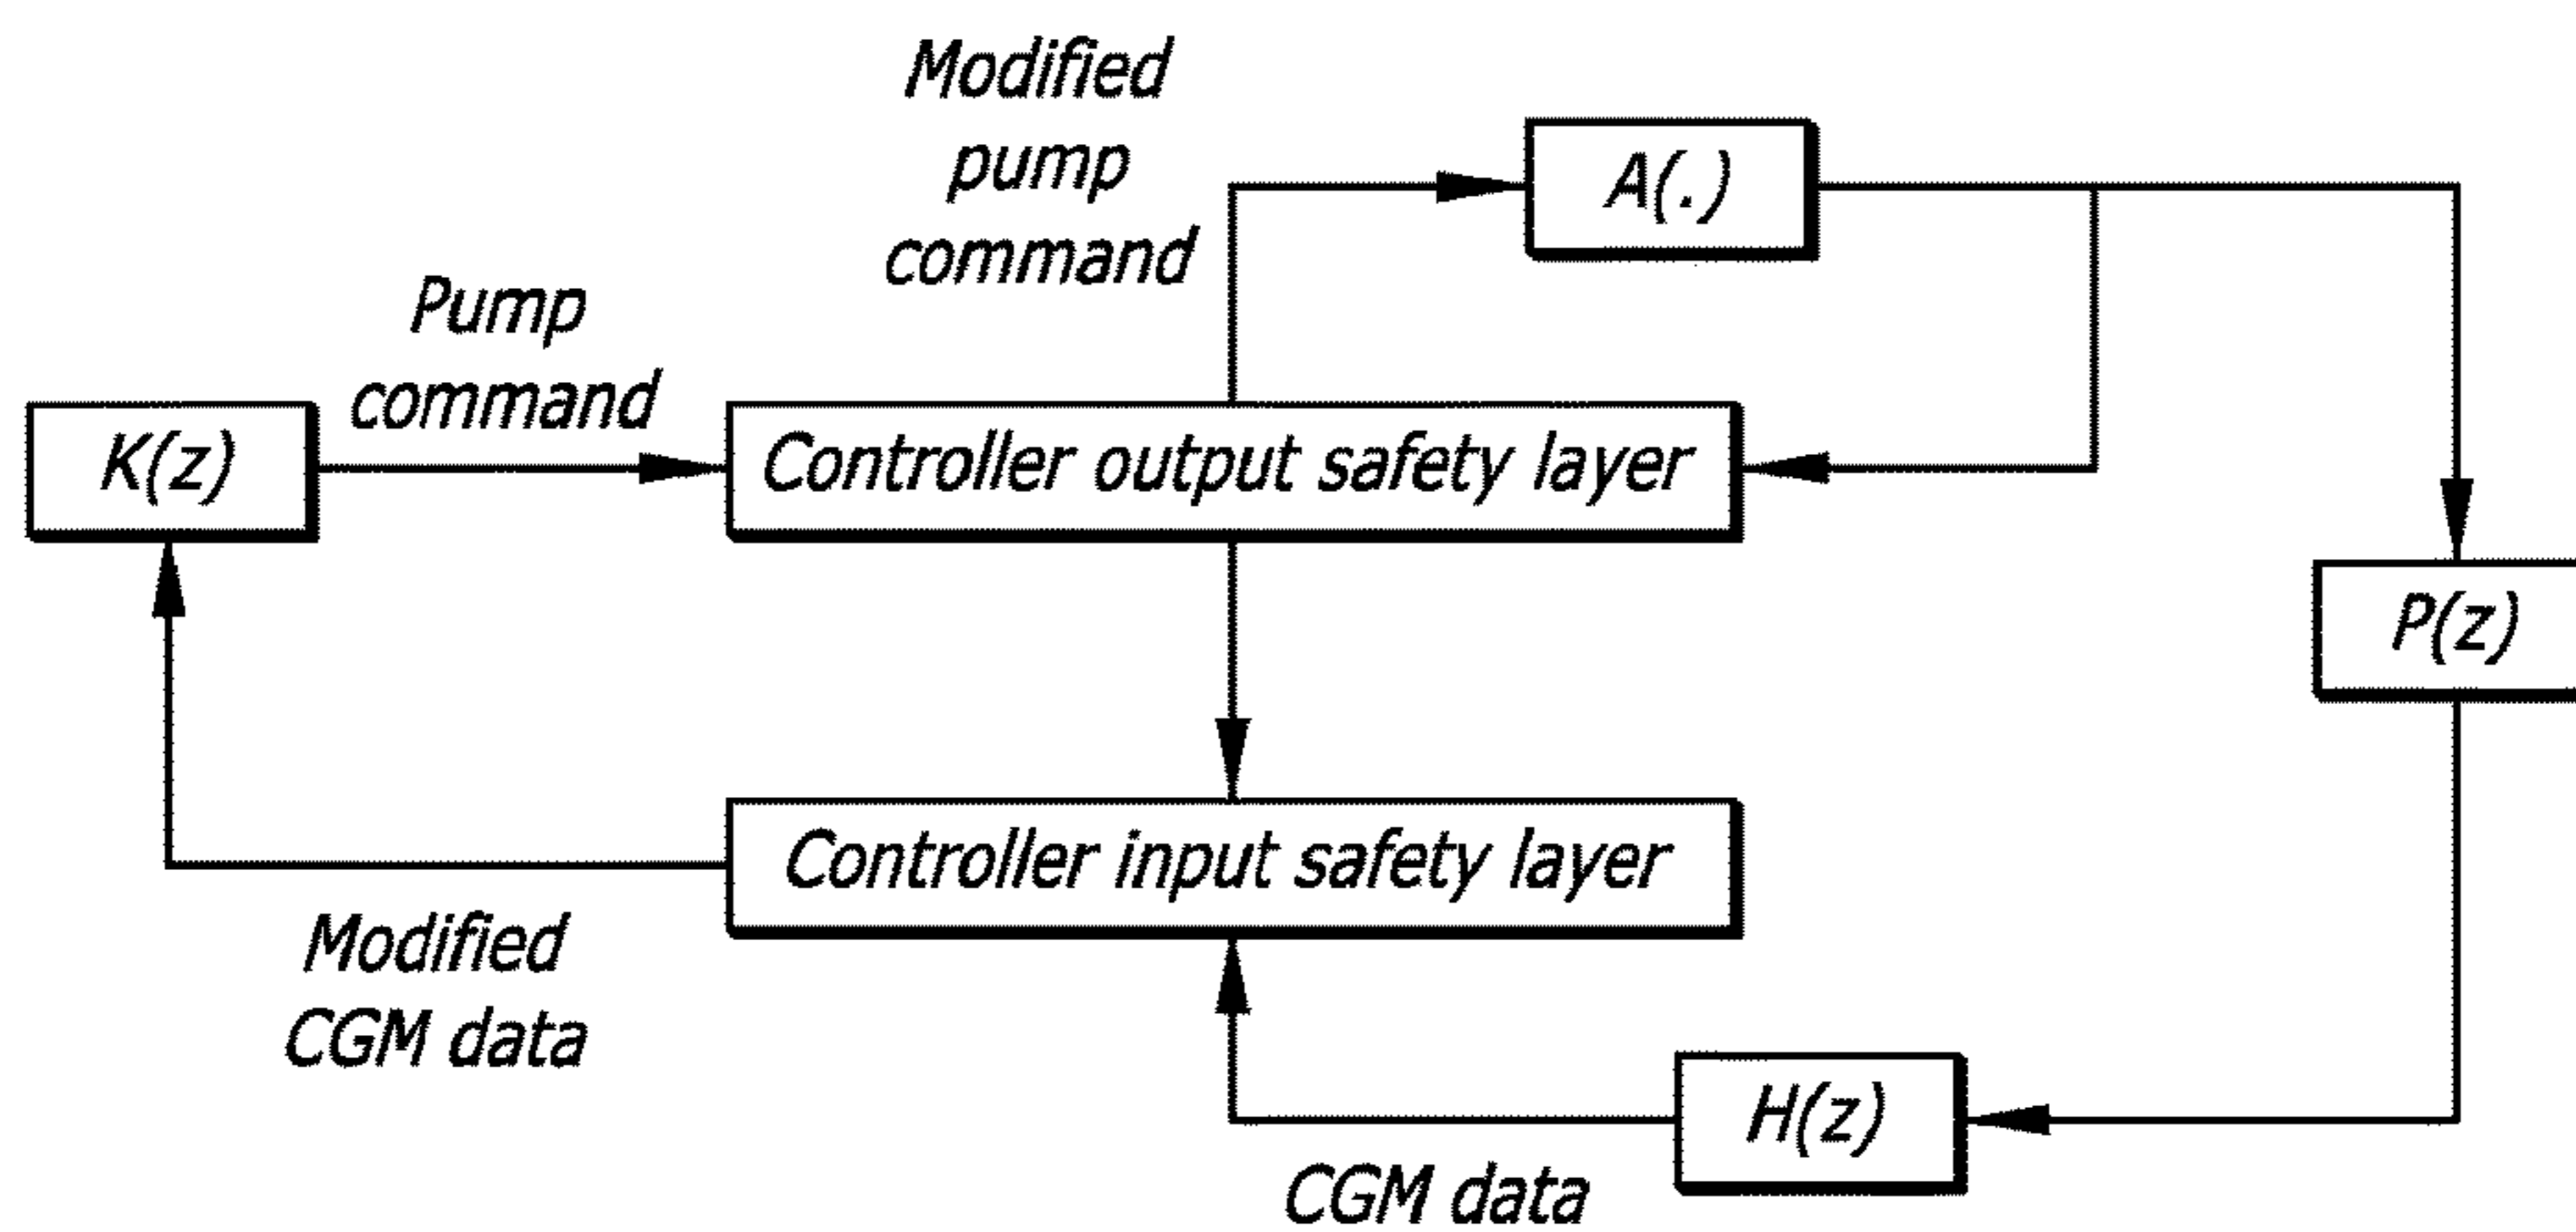 Modified
pump
command
A(.)
Pump
command
K(z)
Controller output safety layer
P(z)
Controller input safety layer
Modified
CGM data
H(z)
CGM data